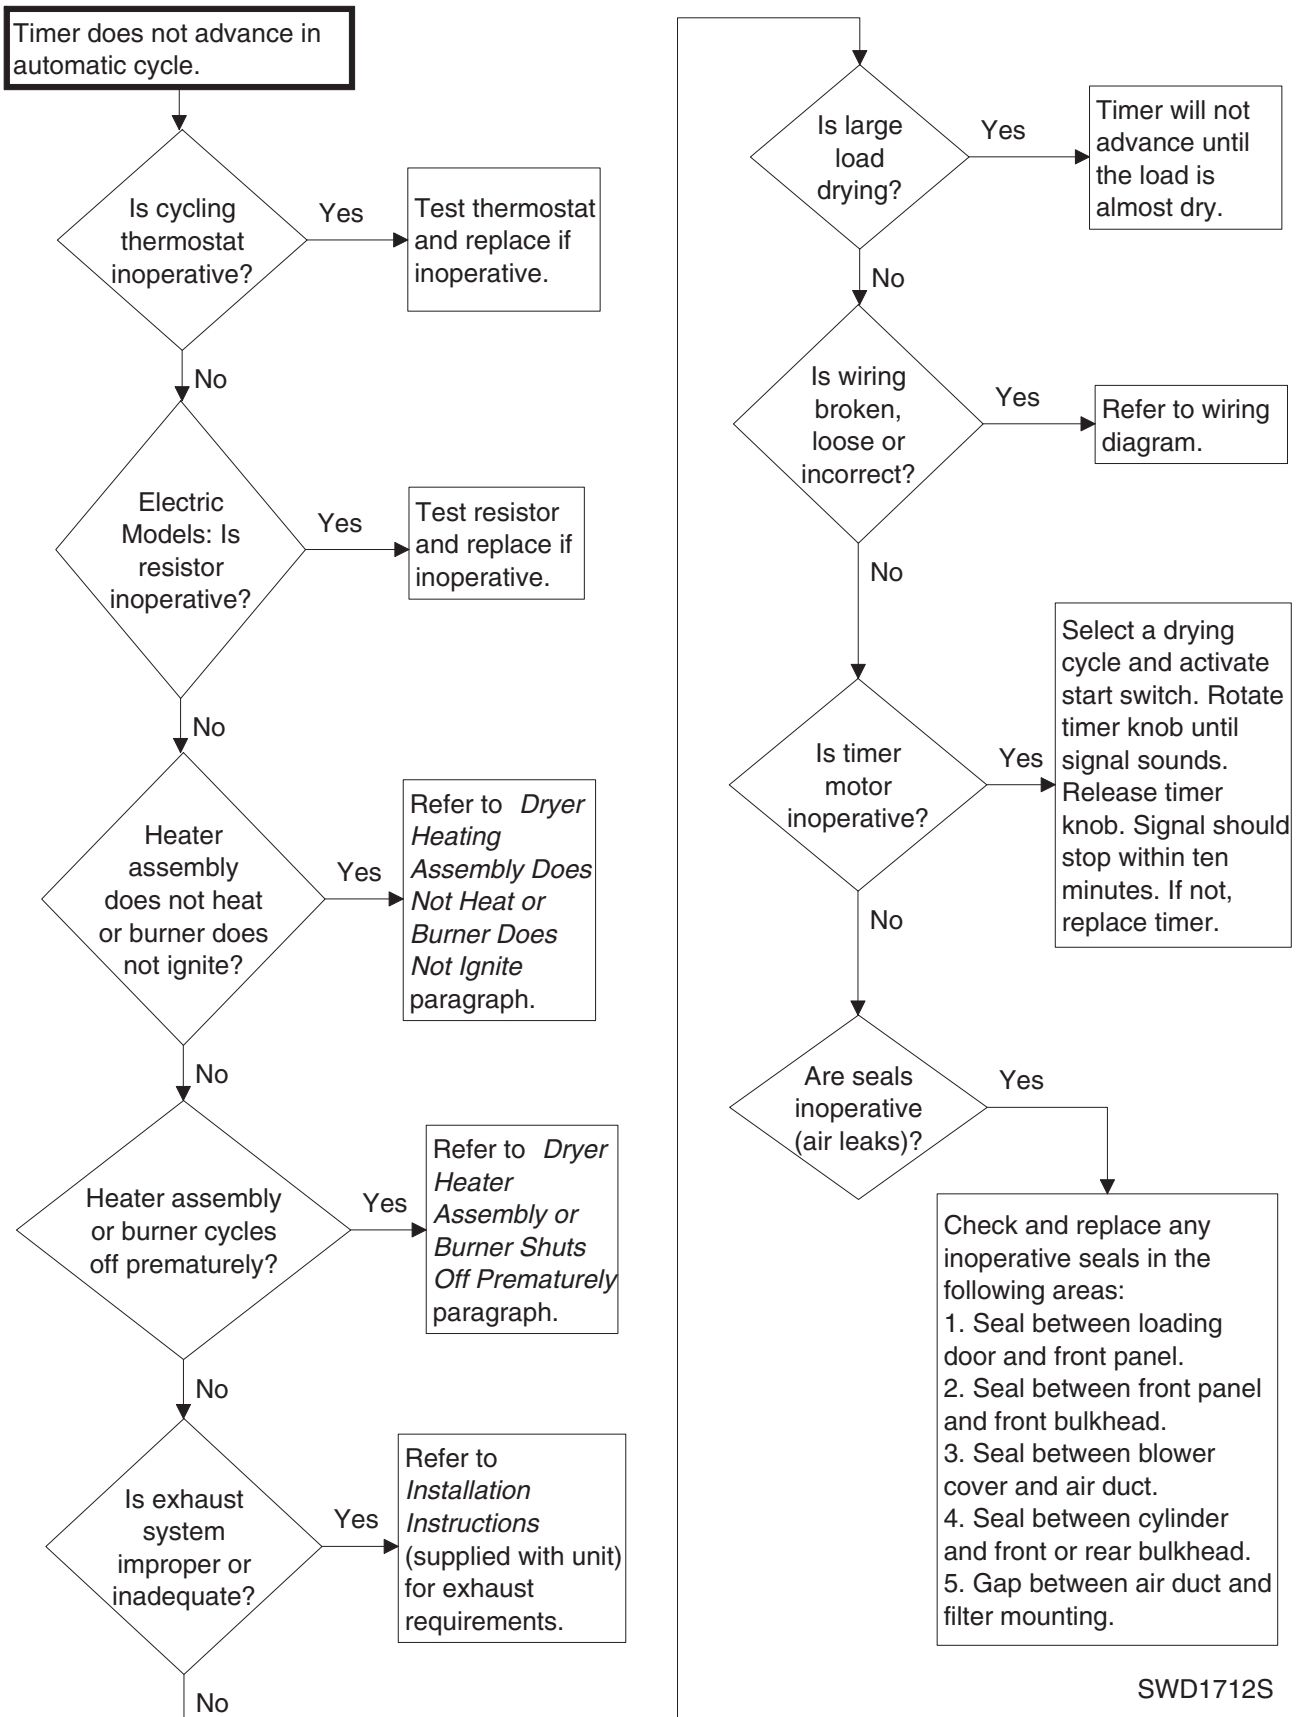 Timer does not advance in
automatic cycle.
Is cycling
thermostat
inoperative?
Yes
Test thermostat
and replace if
inoperative.
No
Electric
Models: Is
resistor
inoperative?
Yes
Test resistor
and replace if
inoperative.
No
Heater
assembly
does not heat
or burner does
not ignite?
Yes
Refer to Dryer
Heating
Assembly Does
Not Heat or
Burner Does
Not Ignite
paragraph.
No
Heater assembly
or burner cycles
off prematurely?
Yes
Refer to Dryer
Heater
Assembly or
Burner Shuts
Off Prematurely
paragraph.
No
Is exhaust
system
improper or
inadequate?
Yes
Refer to
Installation
Instructions
(supplied with unit)
for exhaust
requirements.
No
Is large
load
drying?
Yes
Timer will not
advance until
the load is
almost dry.
No
Is wiring
broken,
loose or
incorrect?
Yes
Refer to wiring
diagram.
No
Is timer
motor
inoperative?
Yes
Select a drying
cycle and activate
start switch. Rotate
timer knob until
signal sounds.
Release timer
knob. Signal should
stop within ten
minutes. If not,
replace timer.
No
Are seals
inoperative
(air leaks)?
Yes
Check and replace any
inoperative seals in the
following areas:
1. Seal between loading
door and front panel.
2. Seal between front panel
and front bulkhead.
3. Seal between blower
cover and air duct.
4. Seal between cylinder
and front or rear bulkhead.
5. Gap between air duct and
filter mounting.
SWD1712S